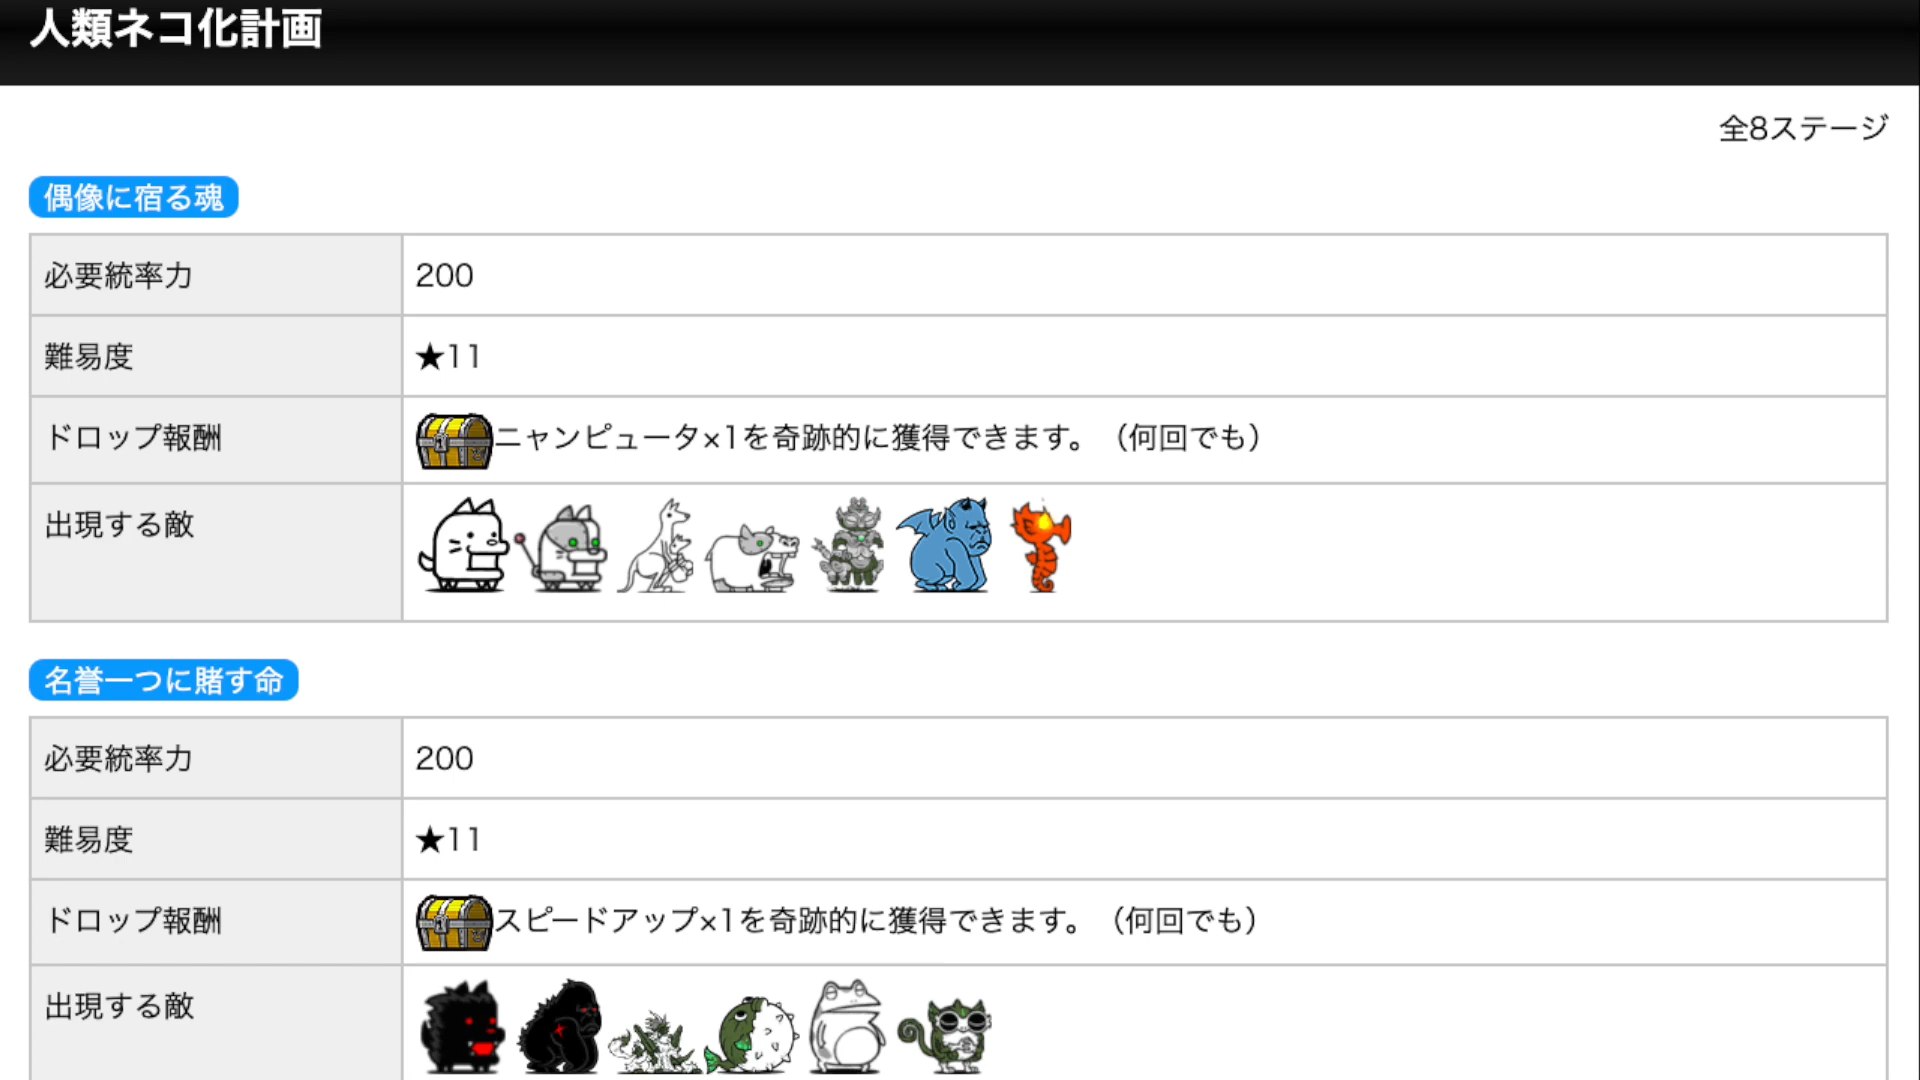 人類ネコ化計画
全8ステージ
偶像に宿る魂
必要統率力 200
難易度 ★11
ドロップ報酬 ニャンピュータ×1を奇跡的に獲得できます。（何回でも）
出現する敵
名誉一つに賭す命
必要統率力 200
難易度 ★11
ドロップ報酬 スピードアップ×1を奇跡的に獲得できます。（何回でも）
出現する敵